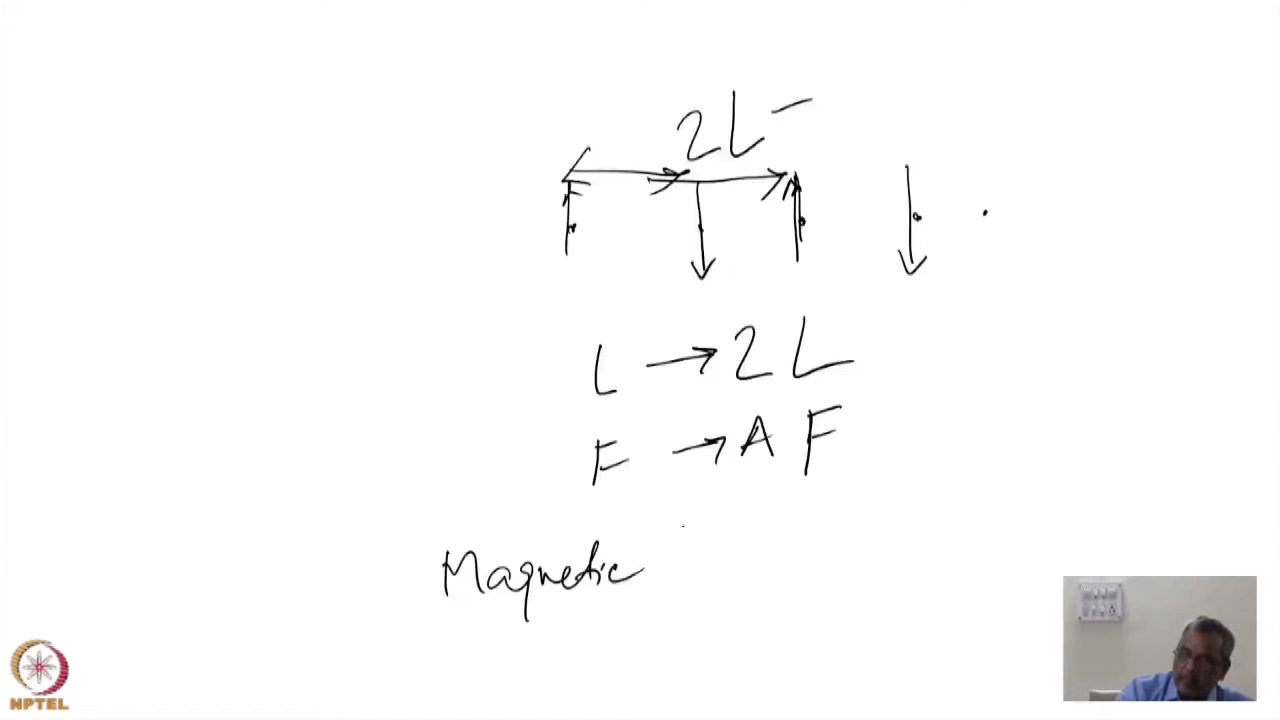 2L
L → 2L
F → AF
Magnetic
NPTEL